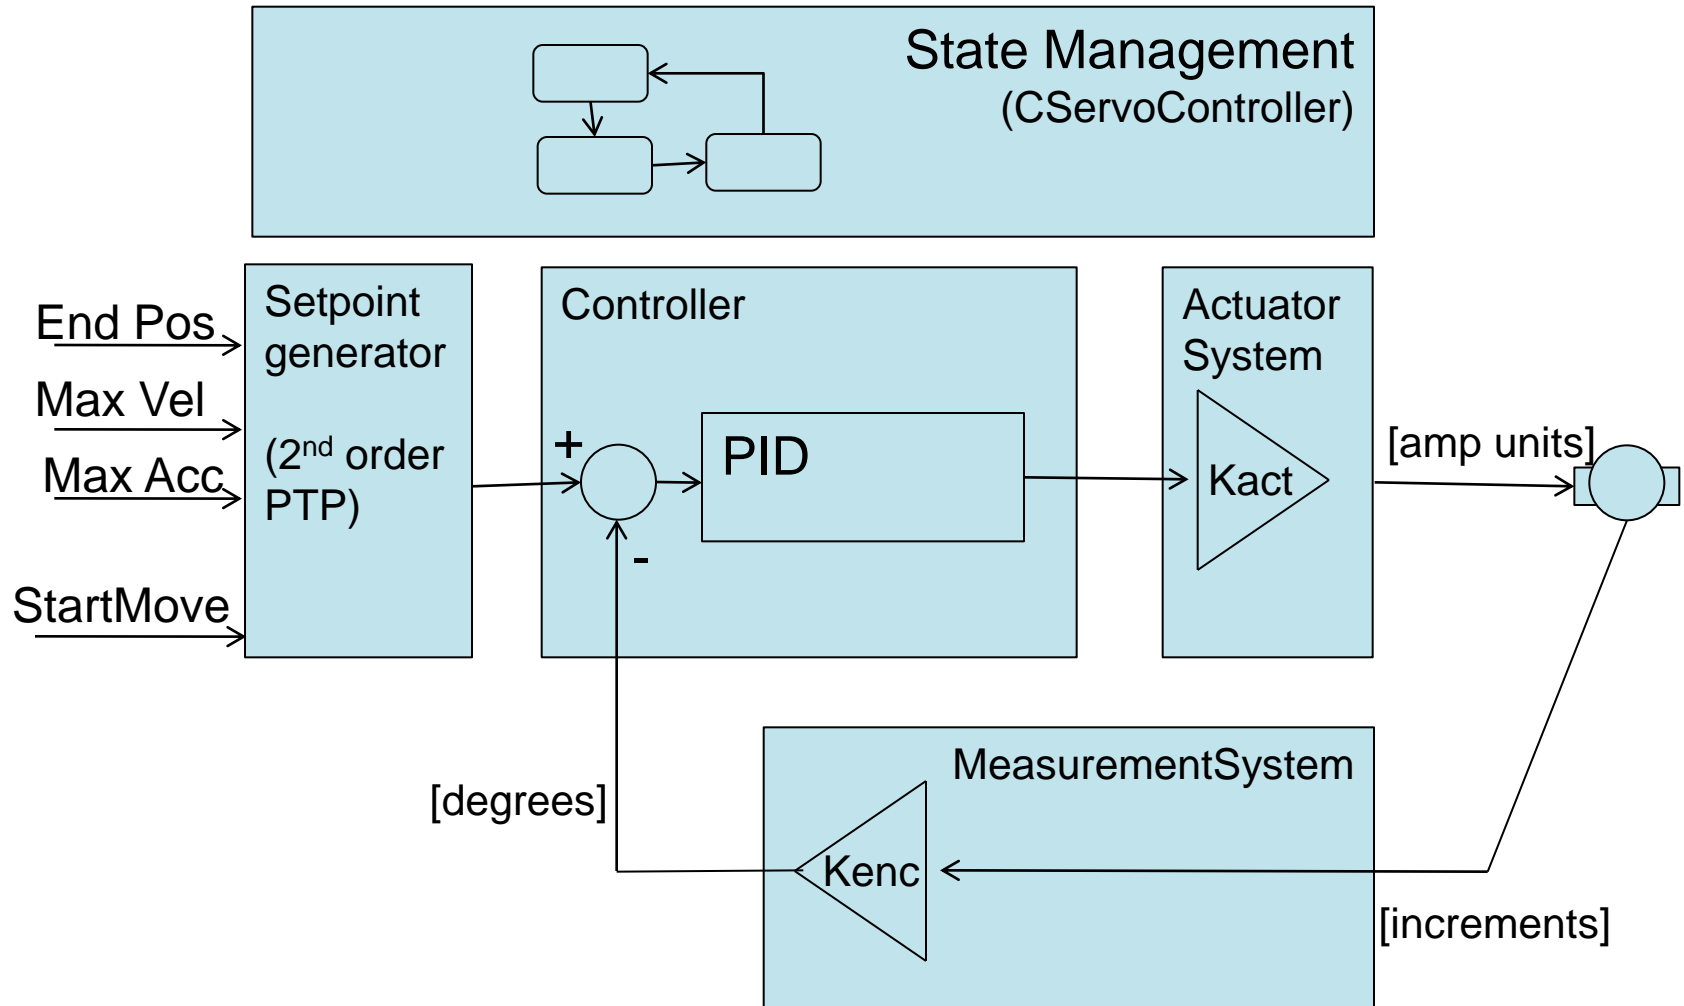 State Management
(CServoController)
End Pos
Max Vel
Max Acc
StartMove
Setpoint
generator
(2nd order
PTP)
Controller
+
-
PID
Actuator
System
Kact
[amp units]
MeasurementSystem
Kenc
[degrees]
[increments]